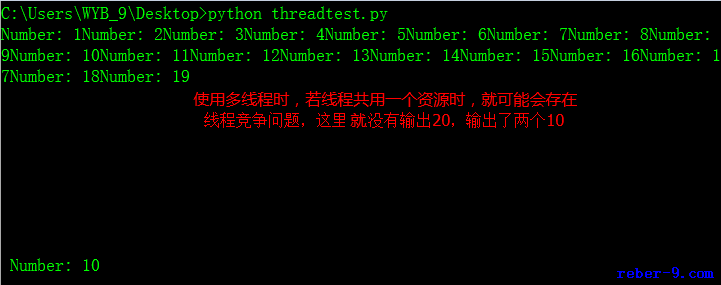 C:\Users\WYB_9\Desktop>python threadtest.py
Number: 1Number: 2Number: 3Number: 4Number: 5Number: 6Number: 7Number: 8Number:
9Number: 10Number: 11Number: 12Number: 13Number: 14Number: 15Number: 16Number: 1
7Number: 18Number: 19
使用多线程时，若线程共用一个资源时，就可能会存在
线程竞争问题，这里就没有输出20，输出了两个10
Number: 10
reber-9.com